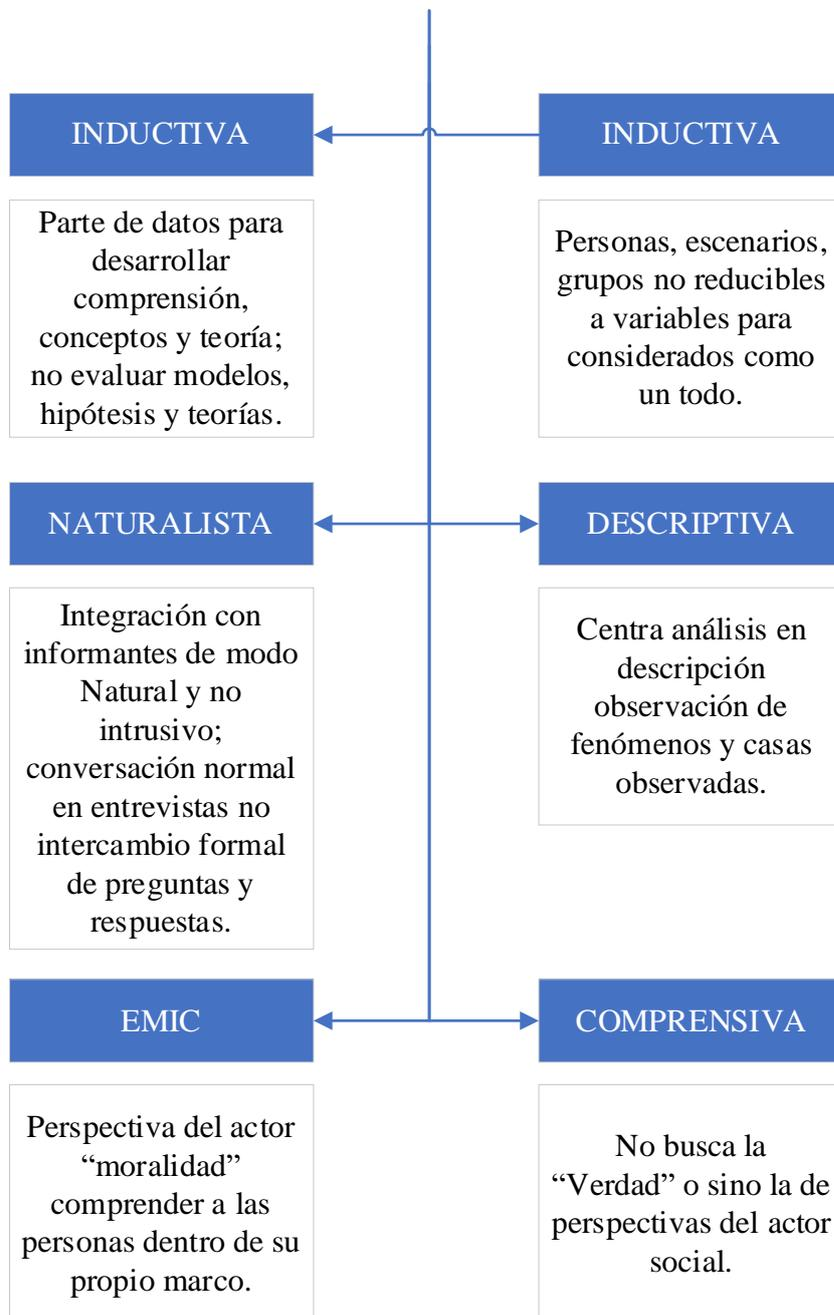 INDUCTIVA
Parte de datos para
desarrollar
comprensión,
conceptos y teoría;
no evaluar modelos,
hipótesis y teorías.
INDUCTIVA
Personas, escenarios,
grupos no reducibles
a variables para
considerados como
un todo.
NATURALISTA
Integración con
informantes de modo
Natural y no
intrusivo;
conversación normal
en entrevistas no
intercambio formal
de preguntas y
respuestas.
DESCRIPTIVA
Centra análisis en
descripción
observación de
fenómenos y casas
observadas.
EMIC
Perspectiva del actor
“moralidad”
comprender a las
personas dentro de su
propio marco.
COMPRENSIVA
No busca la
“Verdad” o sino la de
perspectivas del actor
social.